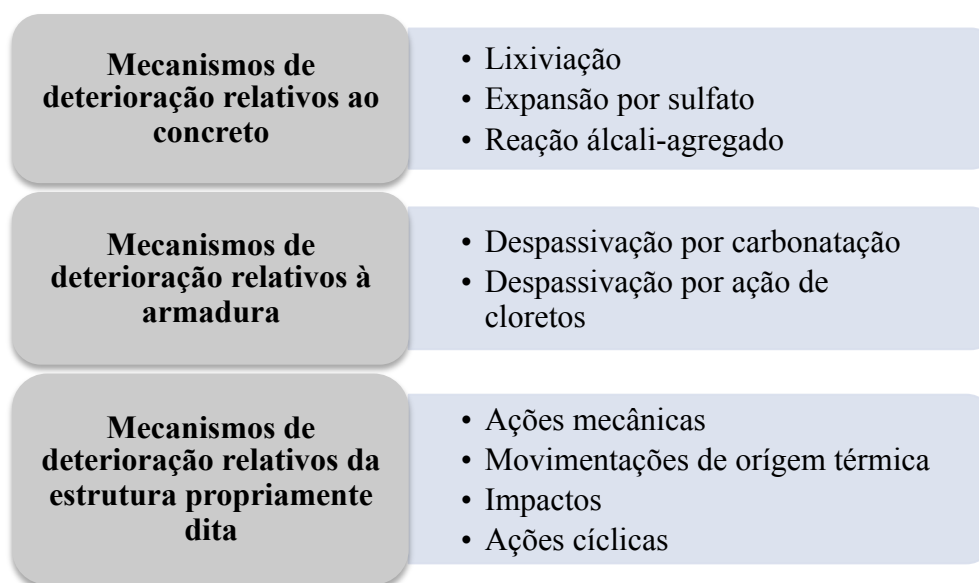 Mecanismos de
deterioração relativos ao
concreto
• Lixiviação
• Expansão por sulfato
• Reação álcali-agregado
Mecanismos de
deterioração relativos à
armadura
• Despassivação por carbonatação
• Despassivação por ação de
cloretos
Mecanismos de
deterioração relativos da
estrutura propriamente
dita
• Ações mecânicas
• Movimentações de orígem térmica
• Impactos
• Ações cíclicas